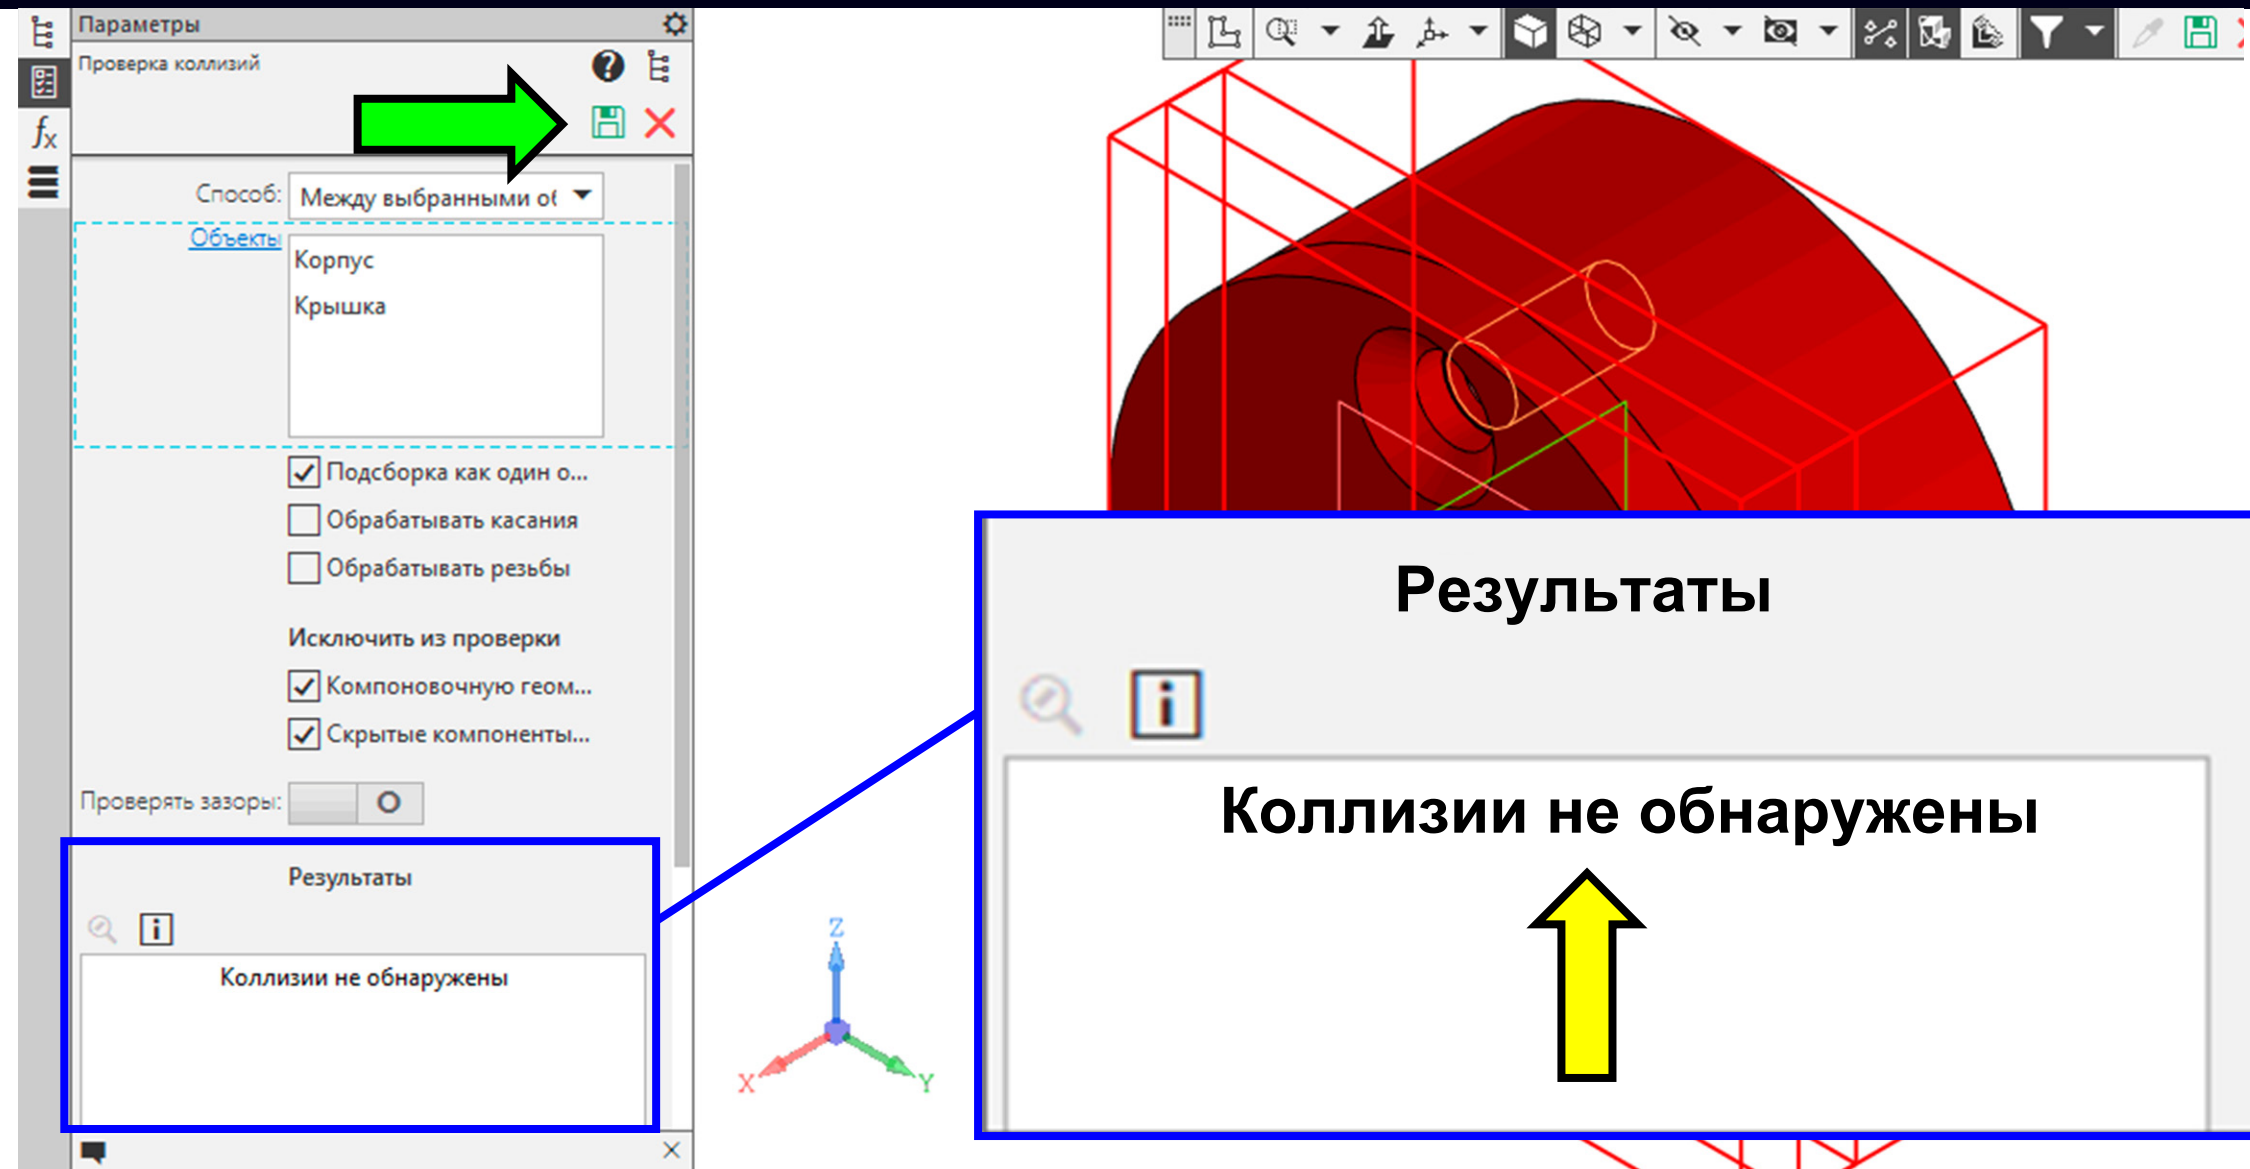 Параметры
Проверка коллизий
Способ: Между выбранными об
Объекты
Корпус
Крышка
Подсборка как один о...
Обрабатывать касания
Обрабатывать резьбы
Исключить из проверки
Компоновочную геом...
Скрытые компоненты...
Проверять зазоры:
Результаты
Коллизии не обнаружены
Z
X
Y
Результаты
Коллизии не обнаружены